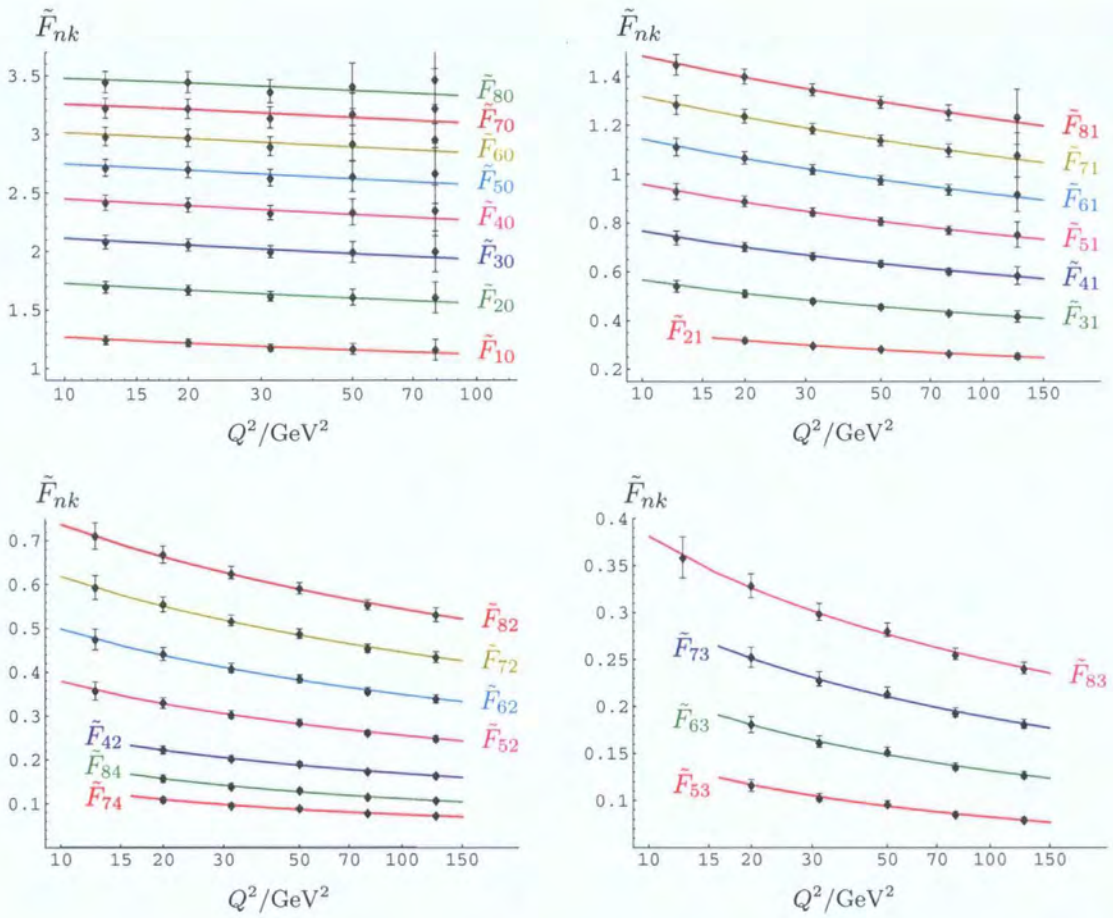 F̃nk
3.5
3
2.5
2
1.5
1
F̃80
F̃70
F̃60
F̃50
F̃40
F̃30
F̃20
F̃10
10 15 20 30 50 70 100
Q²/GeV²
F̃nk
1.4
1.2
1
0.8
0.6
0.4
0.2
F̃81
F̃71
F̃61
F̃51
F̃41
F̃31
F̃21
10 15 20 30 50 70 100 150
Q²/GeV²
F̃nk
0.7
0.6
0.5
0.4
0.3
0.2
0.1
F̃82
F̃72
F̃62
F̃52
F̃42
F̃84
F̃74
10 15 20 30 50 70 100 150
Q²/GeV²
F̃nk
0.4
0.35
0.3
0.25
0.2
0.15
0.1
F̃83
F̃73
F̃63
F̃53
10 15 20 30 50 70 100 150
Q²/GeV²